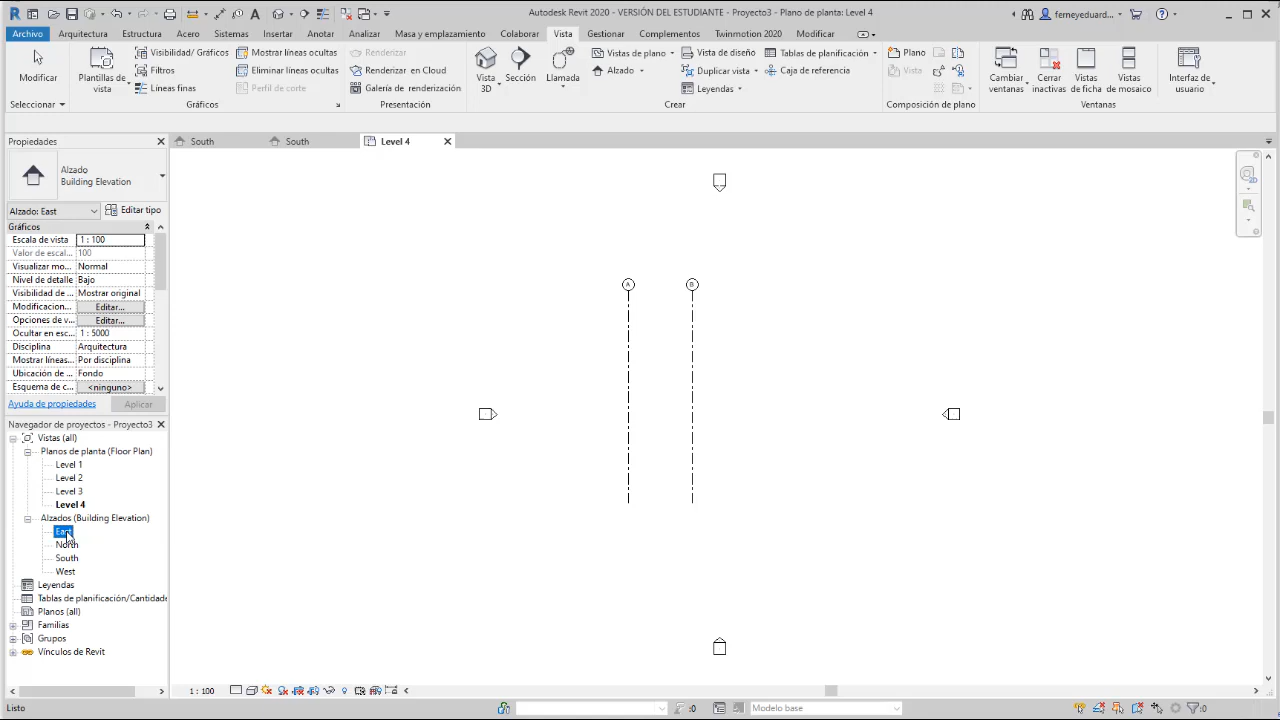 Autodesk Revit 2020 - VERSIÓN DEL ESTUDIANTE - Proyecto3 - Plano de planta: Level 4
ferneyeduard...
Archivo Arquitectura Estructura Acero Sistemas Insertar Anotar Analizar Masa y emplazamiento Colaborar Vista Gestionar Complementos Twinmotion 2020 Modificar
Modificar
Plantillas de vista
Visibilidad/ Gráficos
Filtros
Líneas finas
Mostrar líneas ocultas
Eliminar líneas ocultas
Perfil de corte
Renderizar
Renderizar en Cloud
Galería de renderización
Vista 3D
Sección
Llamada
Vistas de plano
Alzado
Vista de diseño
Duplicar vista
Leyendas
Tablas de planificación
Caja de referencia
Plano
Vista
Cambiar ventanas
Cerrar inactivas
Vistas de ficha
Vistas de mosaico
Interfaz de usuario
Seleccionar Gráficos Presentación Crear Composición de plano Ventanas
Propiedades
South South Level 4
Alzado
Building Elevation
Alzado: East Editar tipo
Gráficos
Escala de vista 1 : 100
Valor de escal... 100
Visualizar mo... Normal
Nivel de detalle Bajo
Visibilidad de ... Mostrar original
Modificacion... Editar...
Opciones de v... Editar...
Ocultar en esc... 1 : 5000
Disciplina Arquitectura
Mostrar líneas... Por disciplina
Ubicación de ... Fondo
Esquema de c... <ninguno>
Ayuda de propiedades Aplicar
A B
Navegador de proyectos - Proyecto3
Vistas (all)
Planos de planta (Floor Plan)
Level 1
Level 2
Level 3
Level 4
Alzados (Building Elevation)
East
North
South
West
Leyendas
Tablas de planificación/Cantidade
Planos (all)
Familias
Grupos
Vínculos de Revit
1 : 100
Listo
:0
Modelo base
:0